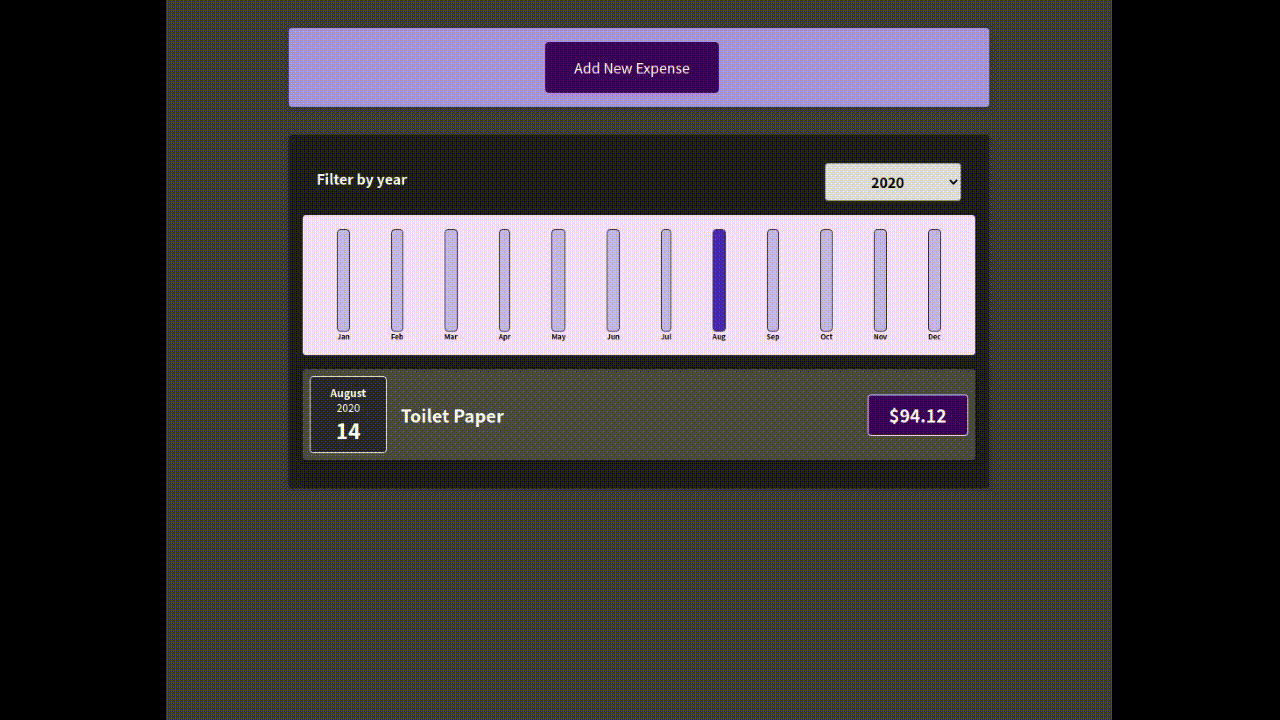 Add New Expense
Filter by year
2020
Jan Feb Mar Apr May Jun Jul Aug Sep Oct Nov Dec
August
2020
14
Toilet Paper
$94.12